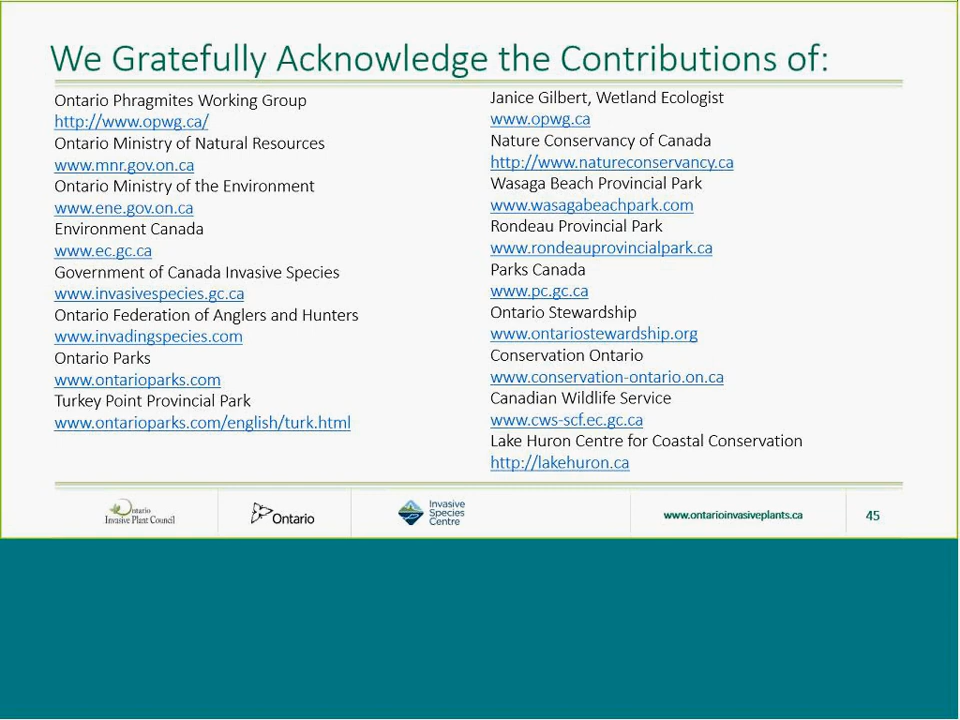 We Gratefully Acknowledge the Contributions of:
Ontario Phragmites Working Group
http://www.opwg.ca/
Ontario Ministry of Natural Resources
www.mnr.gov.on.ca
Ontario Ministry of the Environment
www.ene.gov.on.ca
Environment Canada
www.ec.gc.ca
Government of Canada Invasive Species
www.invasivespecies.gc.ca
Ontario Federation of Anglers and Hunters
www.invadingspecies.com
Ontario Parks
www.ontarioparks.com
Turkey Point Provincial Park
www.ontarioparks.com/english/turk.html
Janice Gilbert, Wetland Ecologist
www.opwg.ca
Nature Conservancy of Canada
http://www.natureconservancy.ca
Wasaga Beach Provincial Park
www.wasagabeachpark.com
Rondeau Provincial Park
www.rondeauprovincialpark.ca
Parks Canada
www.pc.gc.ca
Ontario Stewardship
www.ontariostewardship.org
Conservation Ontario
www.conservation-ontario.on.ca
Canadian Wildlife Service
www.cws-scf.ec.gc.ca
Lake Huron Centre for Coastal Conservation
http://lakehuron.ca
Ontario
Invasive Plant Council
Ontario
Invasive
Species
Centre
www.ontarioinvasiveplants.ca
45